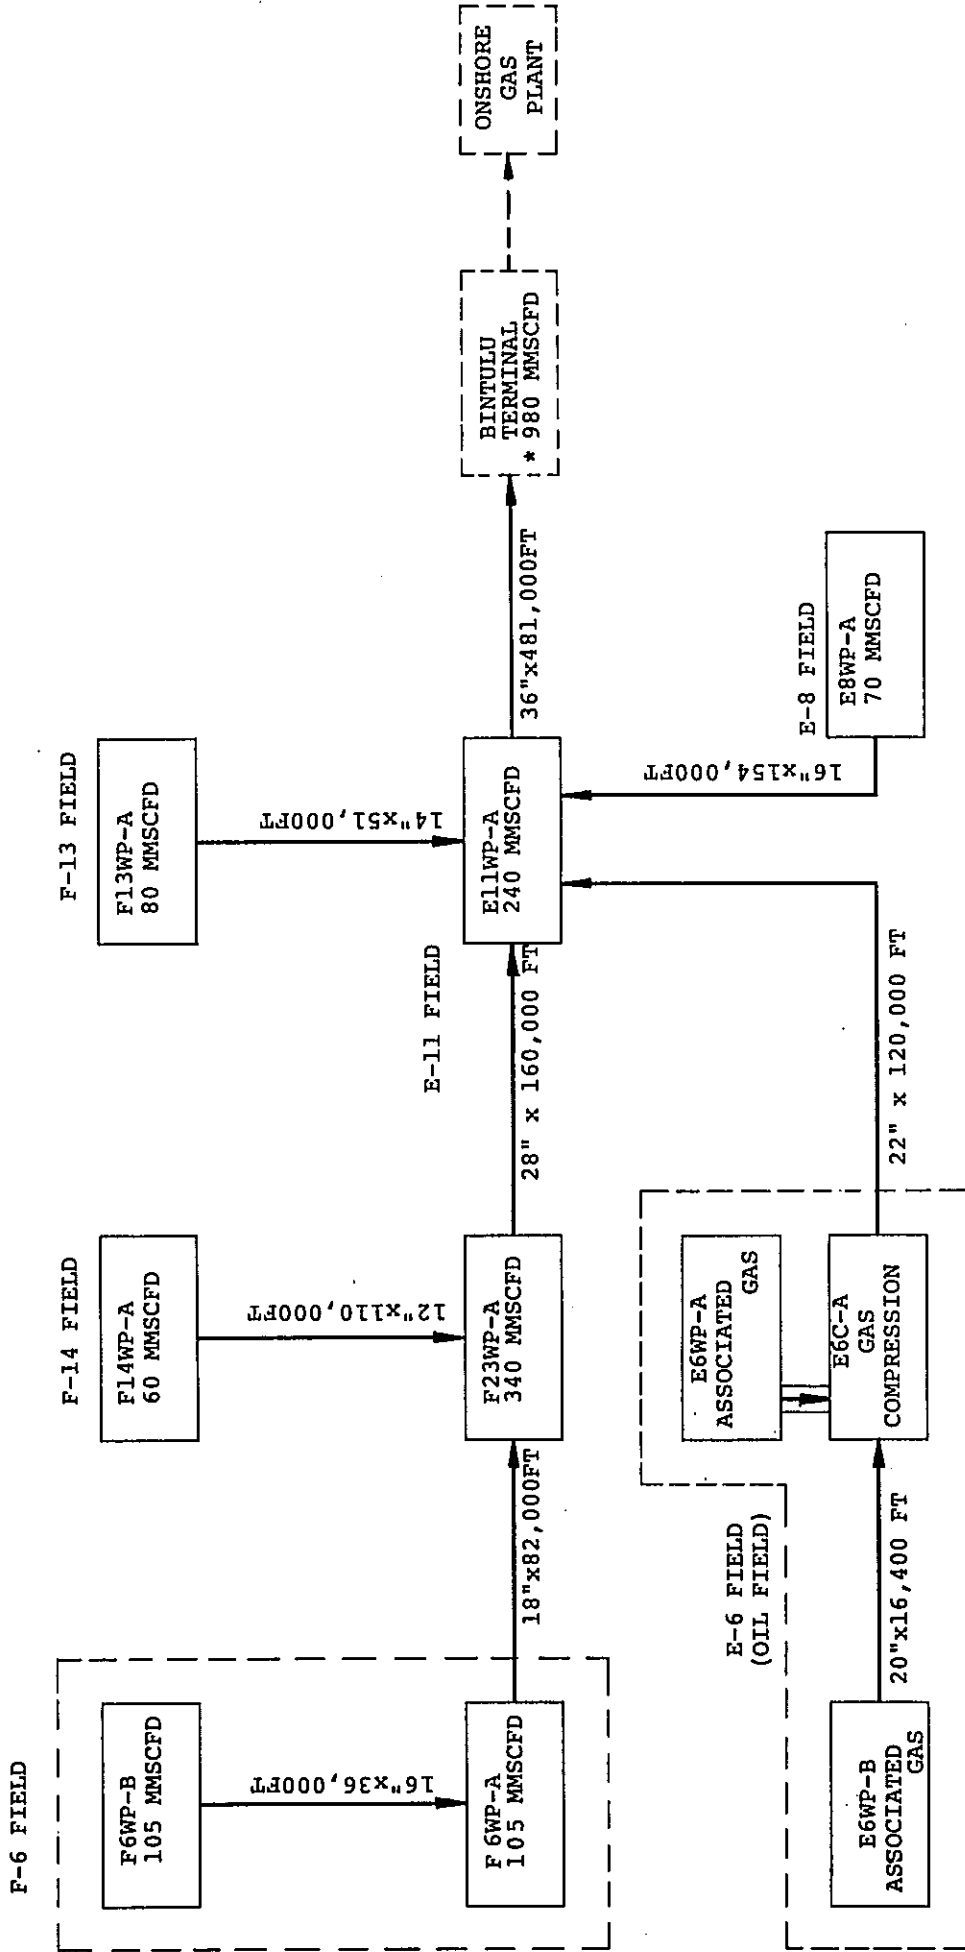 F-6 FIELD
F6WP-B
105 MMSCFD
16"x36,000FT
F6WP-A
105 MMSCFD
18"x82,000FT
F-14 FIELD
F14WP-A
60 MMSCFD
12"x110,000FT
F23WP-A
340 MMSCFD
28" x 160,000 FT
F-13 FIELD
F13WP-A
80 MMSCFD
14"x51,000FT
E-11 FIELD
E11WP-A
240 MMSCFD
36"x481,000FT
BINTULU
TERMINAL
* 980 MMSCFD
ONSHORE
GAS
PLANT
E-6 FIELD
(OIL FIELD)
E6WP-B
ASSOCIATED
GAS
20"x16,400 FT
E6WP-A
ASSOCIATED
GAS
E6C-A
GAS
COMPRESSION
22" x 120,000 FT
E-8 FIELD
E8WP-A
70 MMSCFD
16"x154,000FT